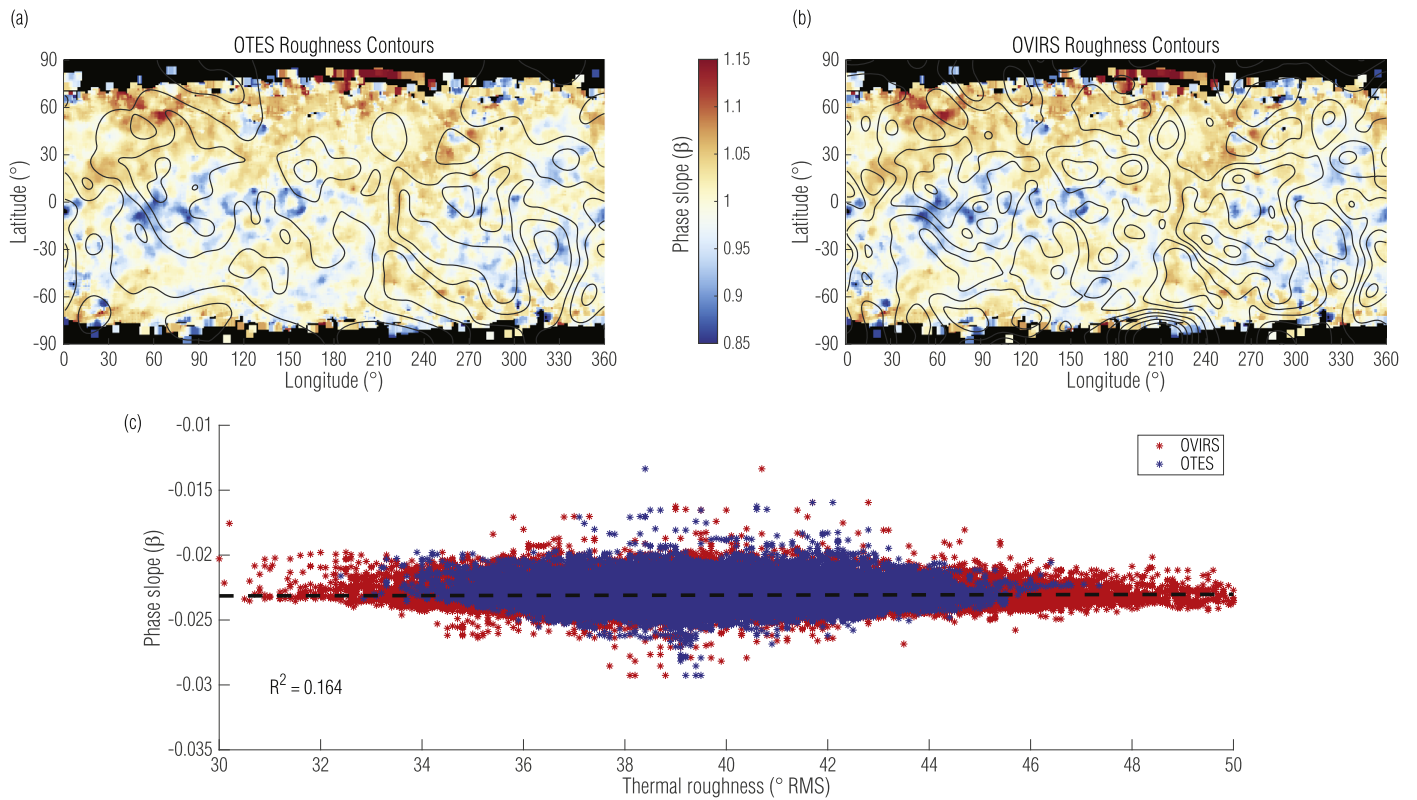 (a)
(b)
OTES Roughness Contours
OVIRS Roughness Contours
90
60
30
0
-30
-60
-90
Latitude (°)
0 30 60 90 120 150 180 210 240 270 300 330 360
Longitude (°)
1.15
1.1
1.05
1
0.95
0.9
0.85
Phase slope (β)
90
60
30
0
-30
-60
-90
Latitude (°)
0 30 60 90 120 150 180 210 240 270 300 330 360
Longitude (°)
(c)
-0.01
-0.015
-0.02
-0.025
-0.03
-0.035
Phase slope (β)
OVIRS
OTES
R2 = 0.164
30 32 34 36 38 40 42 44 46 48 50
Thermal roughness (° RMS)